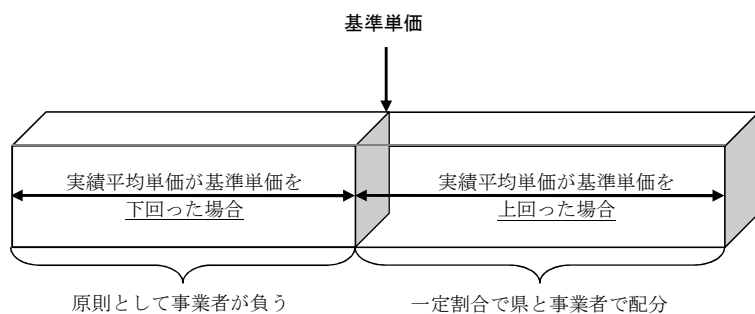 基準単価
実績平均単価が基準単価を
下回った場合
実績平均単価が基準単価を
上回った場合
原則として事業者が負う
一定割合で県と事業者で配分